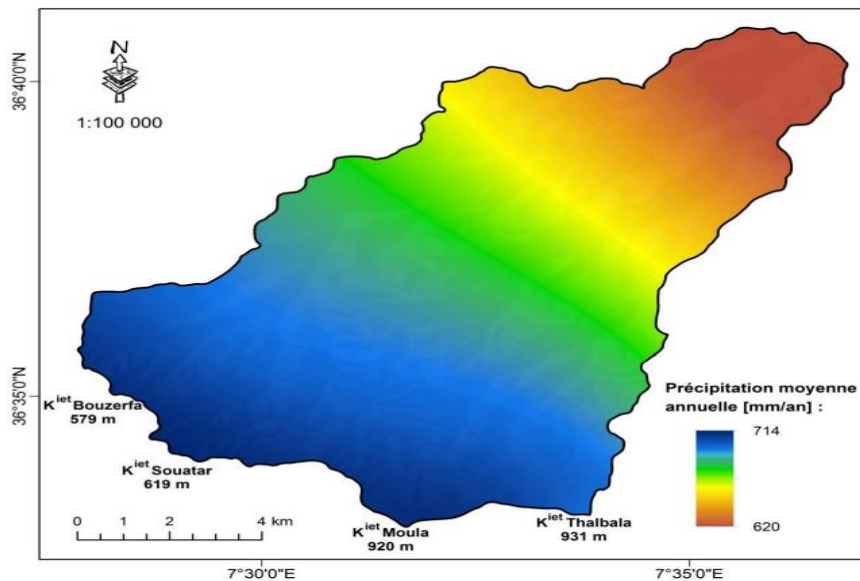 N
1:100 000
36°40'0"N
36°35'0"N
K^iet Bouzerfa
579 m
K^iet Souatar
619 m
K^iet Moula
920 m
K^iet Thalbala
931 m
Précipitation moyenne
annuelle [mm/an] :
714
620
0 1 2 4 km
7°30'0"E
7°35'0"E